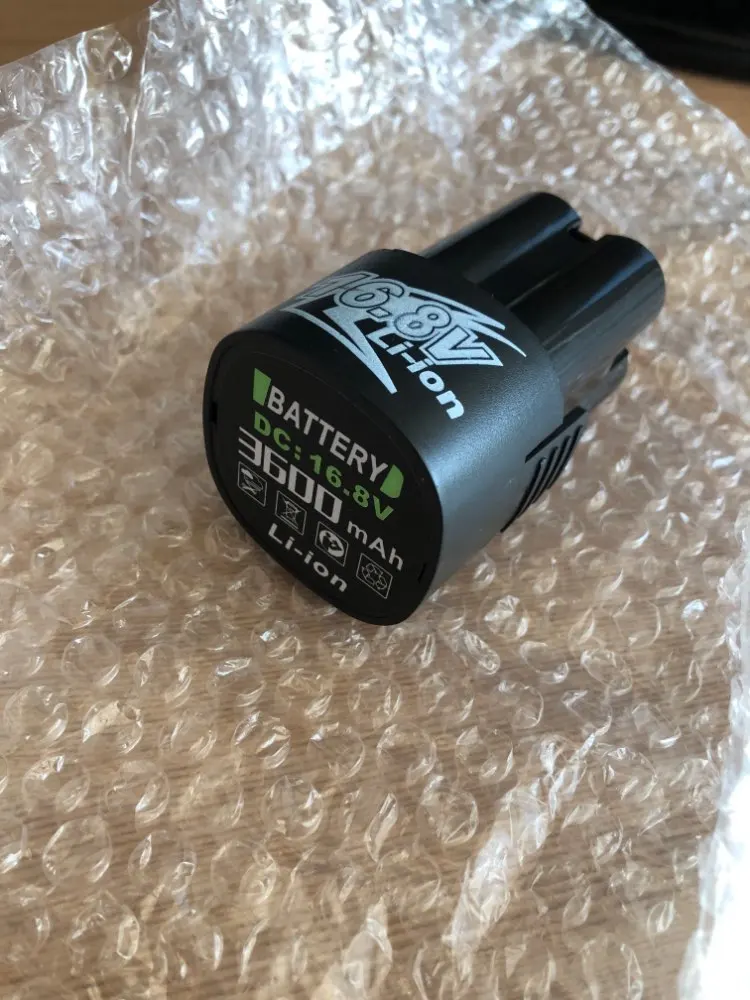 16.8V
Li-ion
BATTERY
DC: 16.8V
3600 mAh
Li-ion